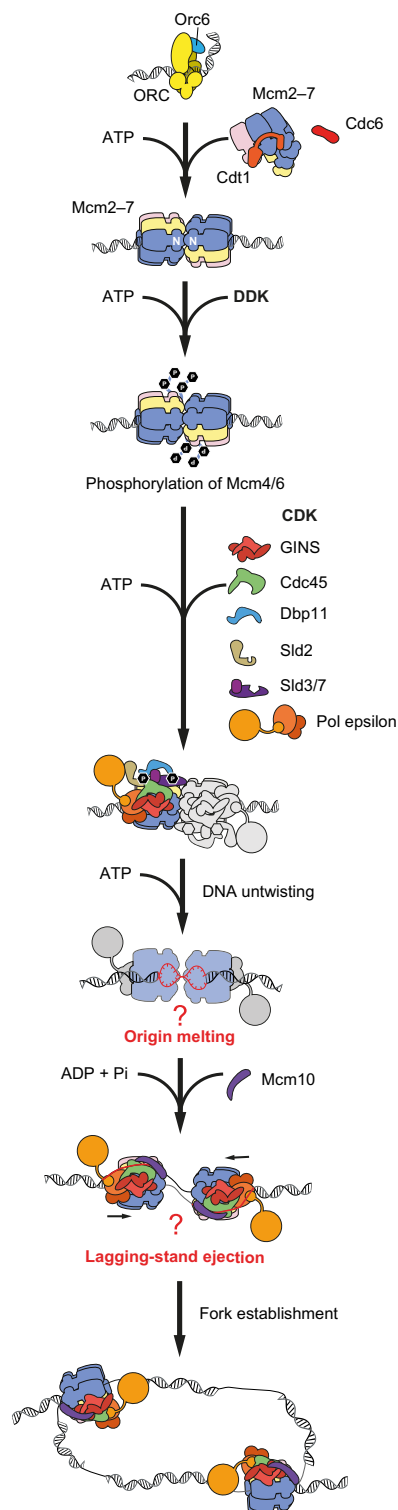 Orc6
ORC
Mcm2–7
Cdc6
ATP
Cdt1
Mcm2–7
N N
ATP
DDK
P P
P P
P P
P P
Phosphorylation of Mcm4/6
CDK
GINS
ATP
Cdc45
Dbp11
Sld2
Sld3/7
Pol epsilon
P P
ATP
DNA untwisting
?
Origin melting
ADP + Pi
Mcm10
?
Lagging-stand ejection
Fork establishment